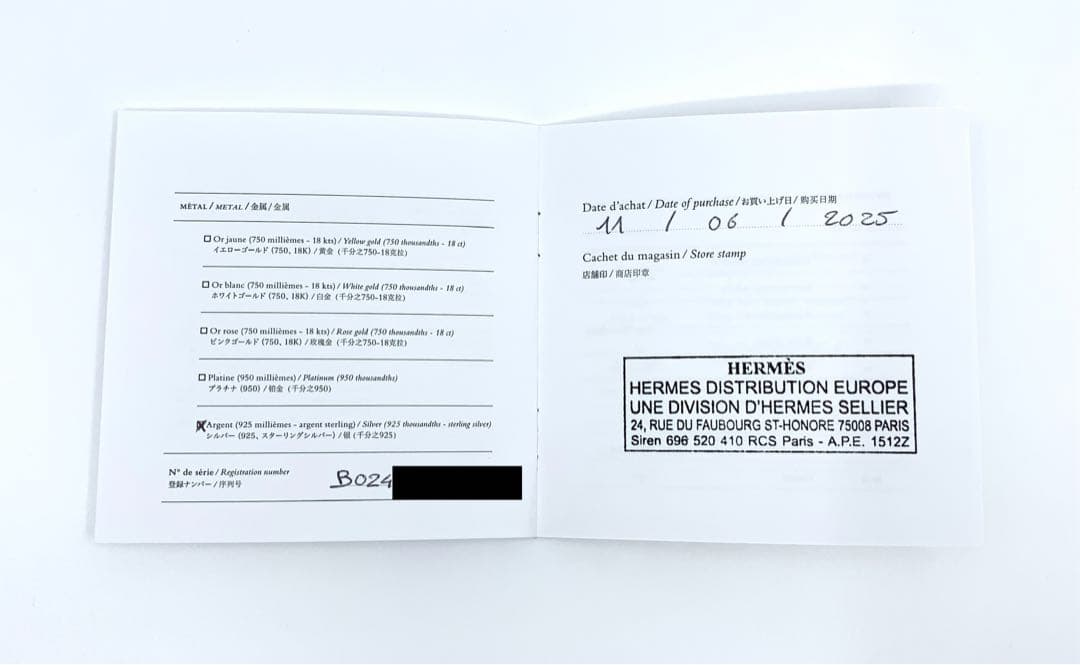 MÉTAL / METAL / 金属 / 金属
Or jaune (750 millièmes - 18 kts) / Yellow gold (750 thousandths - 18 ct)
イエローゴールド (750, 18K) / 黄金 (千分之750-18克拉)
Or blanc (750 millièmes - 18 kts) / White gold (750 thousandths - 18 ct)
ホワイトゴールド (750, 18K) / 白金 (千分之750-18克拉)
Or rose (750 millièmes - 18 kts) / Rose gold (750 thousandths - 18 ct)
ピンクゴールド (750, 18K) / 玫瑰金 (千分之750-18克拉)
Platine (950 millièmes) / Platinum (950 thousandths)
プラチナ (950) / 铂金 (千分之950)
Argent (925 millièmes - argent sterling) / Silver (925 thousandths - sterling silver)
シルバー (925, スターリングシルバー) / 银 (千分之925)
N° de série / Registration number
登録ナンバー / 序列号
B024
Date d'achat / Date of purchase / お買い上げ日 / 购买日期
11 / 06 / 2025
Cachet du magasin / Store stamp
店舗印 / 商店印章
HERMÈS
HERMES DISTRIBUTION EUROPE
UNE DIVISION D'HERMES SELLIER
24, RUE DU FAUBOURG ST-HONORE 75008 PARIS
Siren 696 520 410 RCS Paris - A.P.E. 1512Z